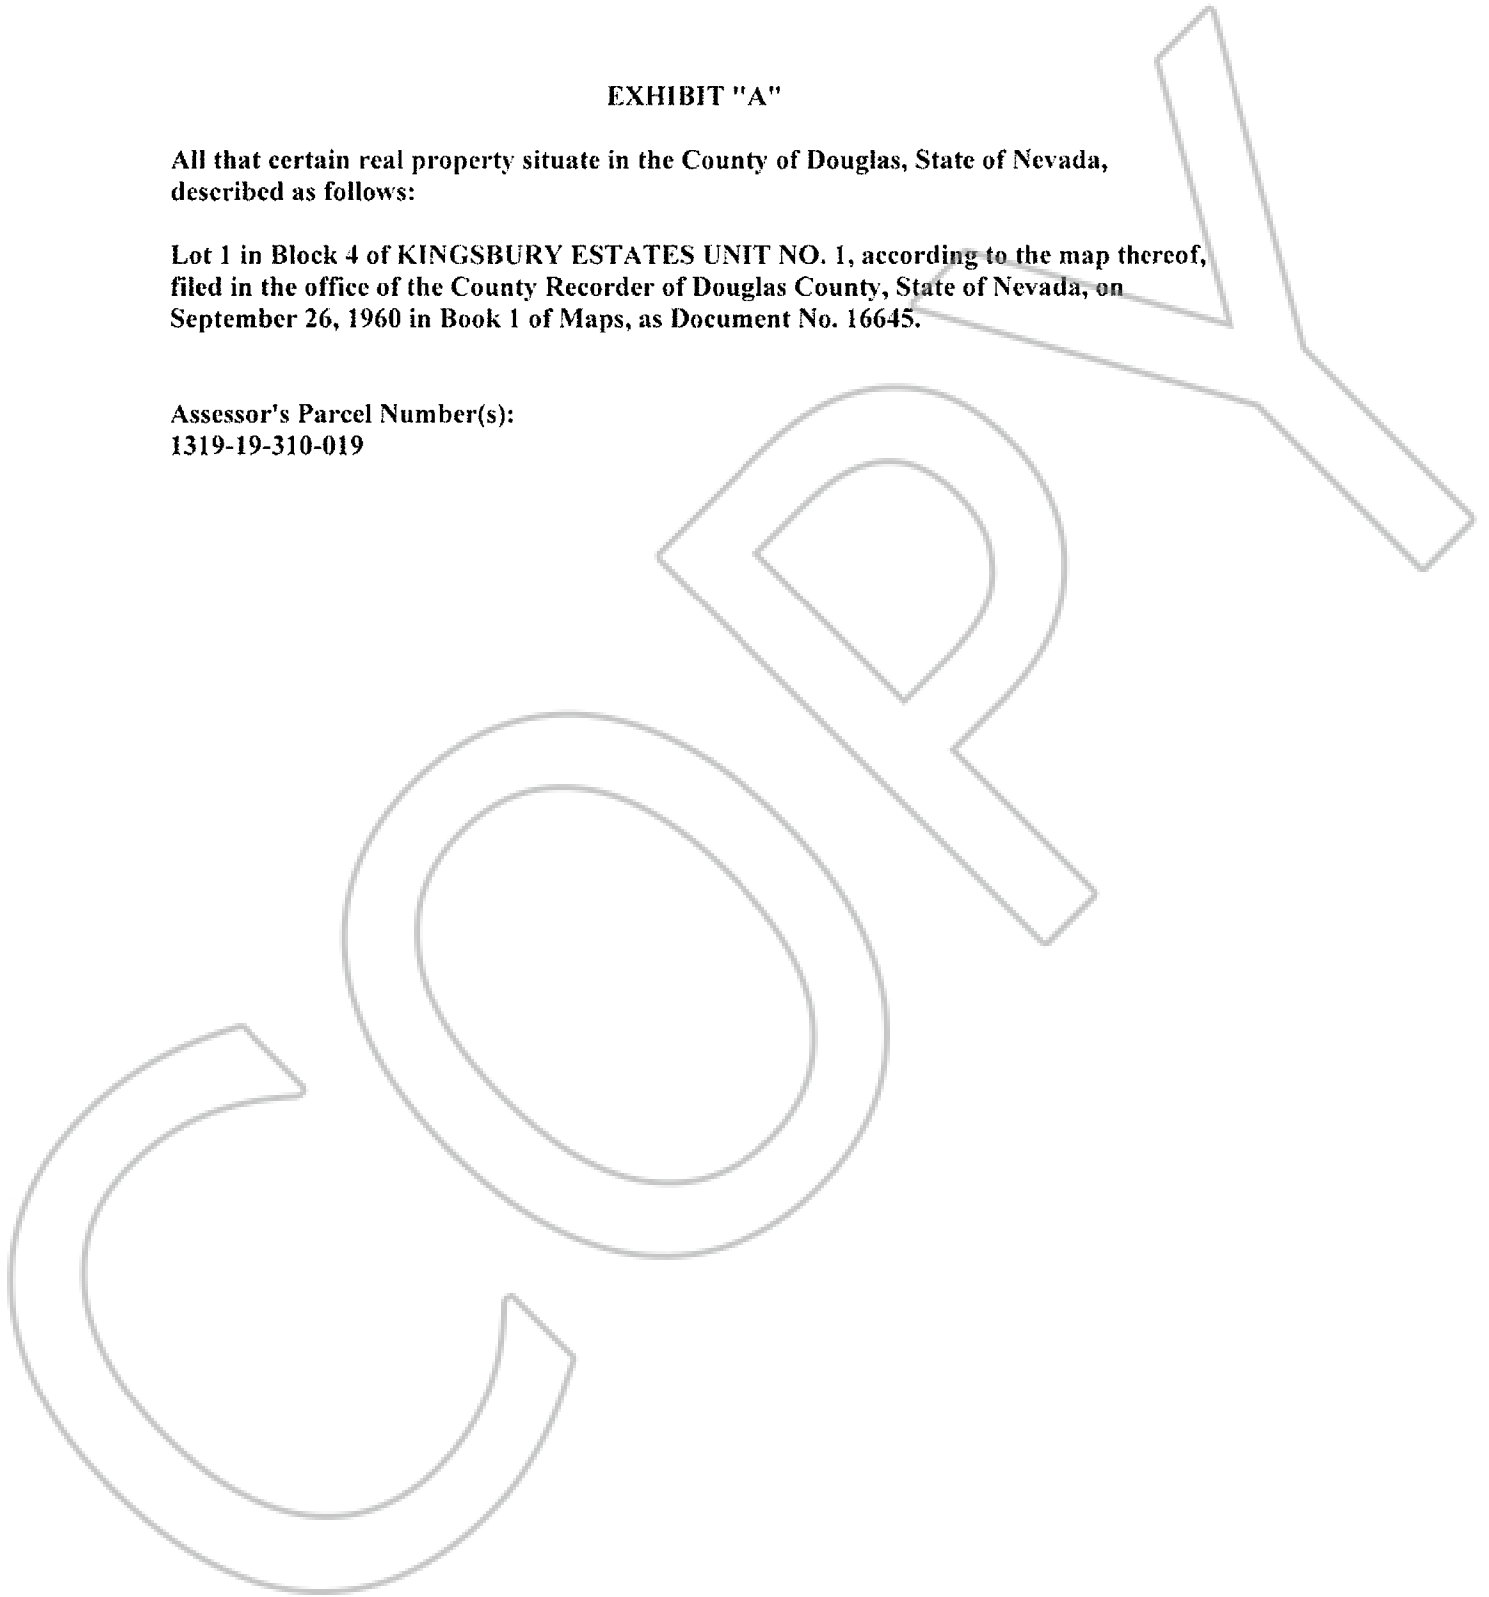 EXHIBIT "A"
All that certain real property situate in the County of Douglas, State of Nevada,
described as follows:
Lot 1 in Block 4 of KINGSBURY ESTATES UNIT NO. 1, according to the map thereof,
filed in the office of the County Recorder of Douglas County, State of Nevada, on
September 26, 1960 in Book 1 of Maps, as Document No. 16645.
Assessor's Parcel Number(s):
1319-19-310-019
COPY